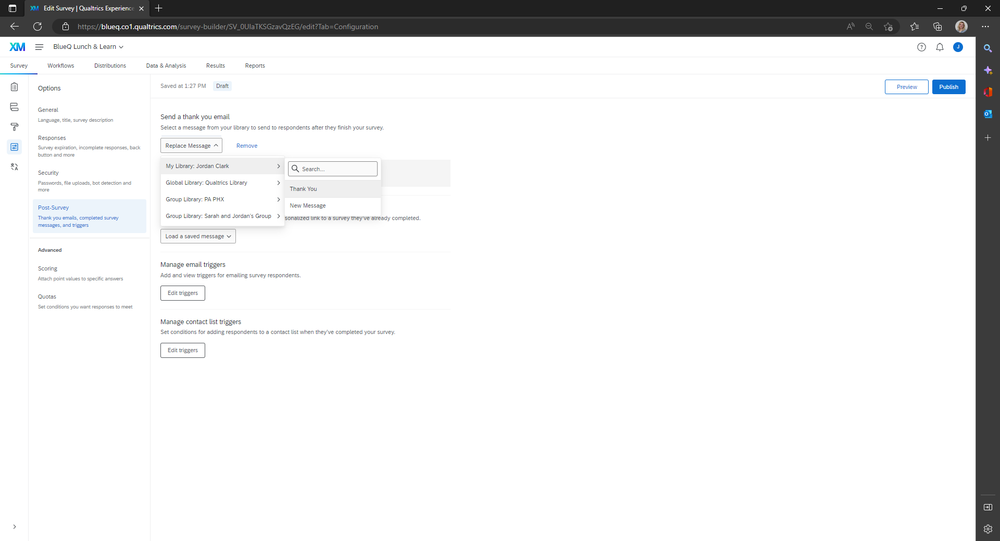 XM Edit Survey | Qualtrics Experience
https://blueq.co1.qualtrics.com/survey-builder/SV_0UIaTKSGzavQzEG/edit?Tab=Configuration
XM BlueQ Lunch & Learn
J
Survey Workflows Distributions Data & Analysis Results Reports
Options
Saved at 1:27 PM Draft
Preview Publish
General
Language, title, survey description
Responses
Survey expiration, incomplete responses, back
button and more
Security
Passwords, file uploads, bot detection and
more
Post-Survey
Thank you emails, completed survey
messages, and triggers
Advanced
Scoring
Attach point values to specific answers
Quotas
Set conditions you want responses to meet
Send a thank you email
Select a message from your library to send to respondents after they finish your survey.
Replace Message Remove
My Library: Jordan Clark
Global Library: Qualtrics Library
Group Library: PA PHX
Group Library: Sarah and Jordan's Group
Search...
Thank You
New Message
sonalized link to a survey they've already completed.
Load a saved message
Manage email triggers
Add and view triggers for emailing survey respondents.
Edit triggers
Manage contact list triggers
Set conditions for adding respondents to a contact list when they've completed your survey.
Edit triggers